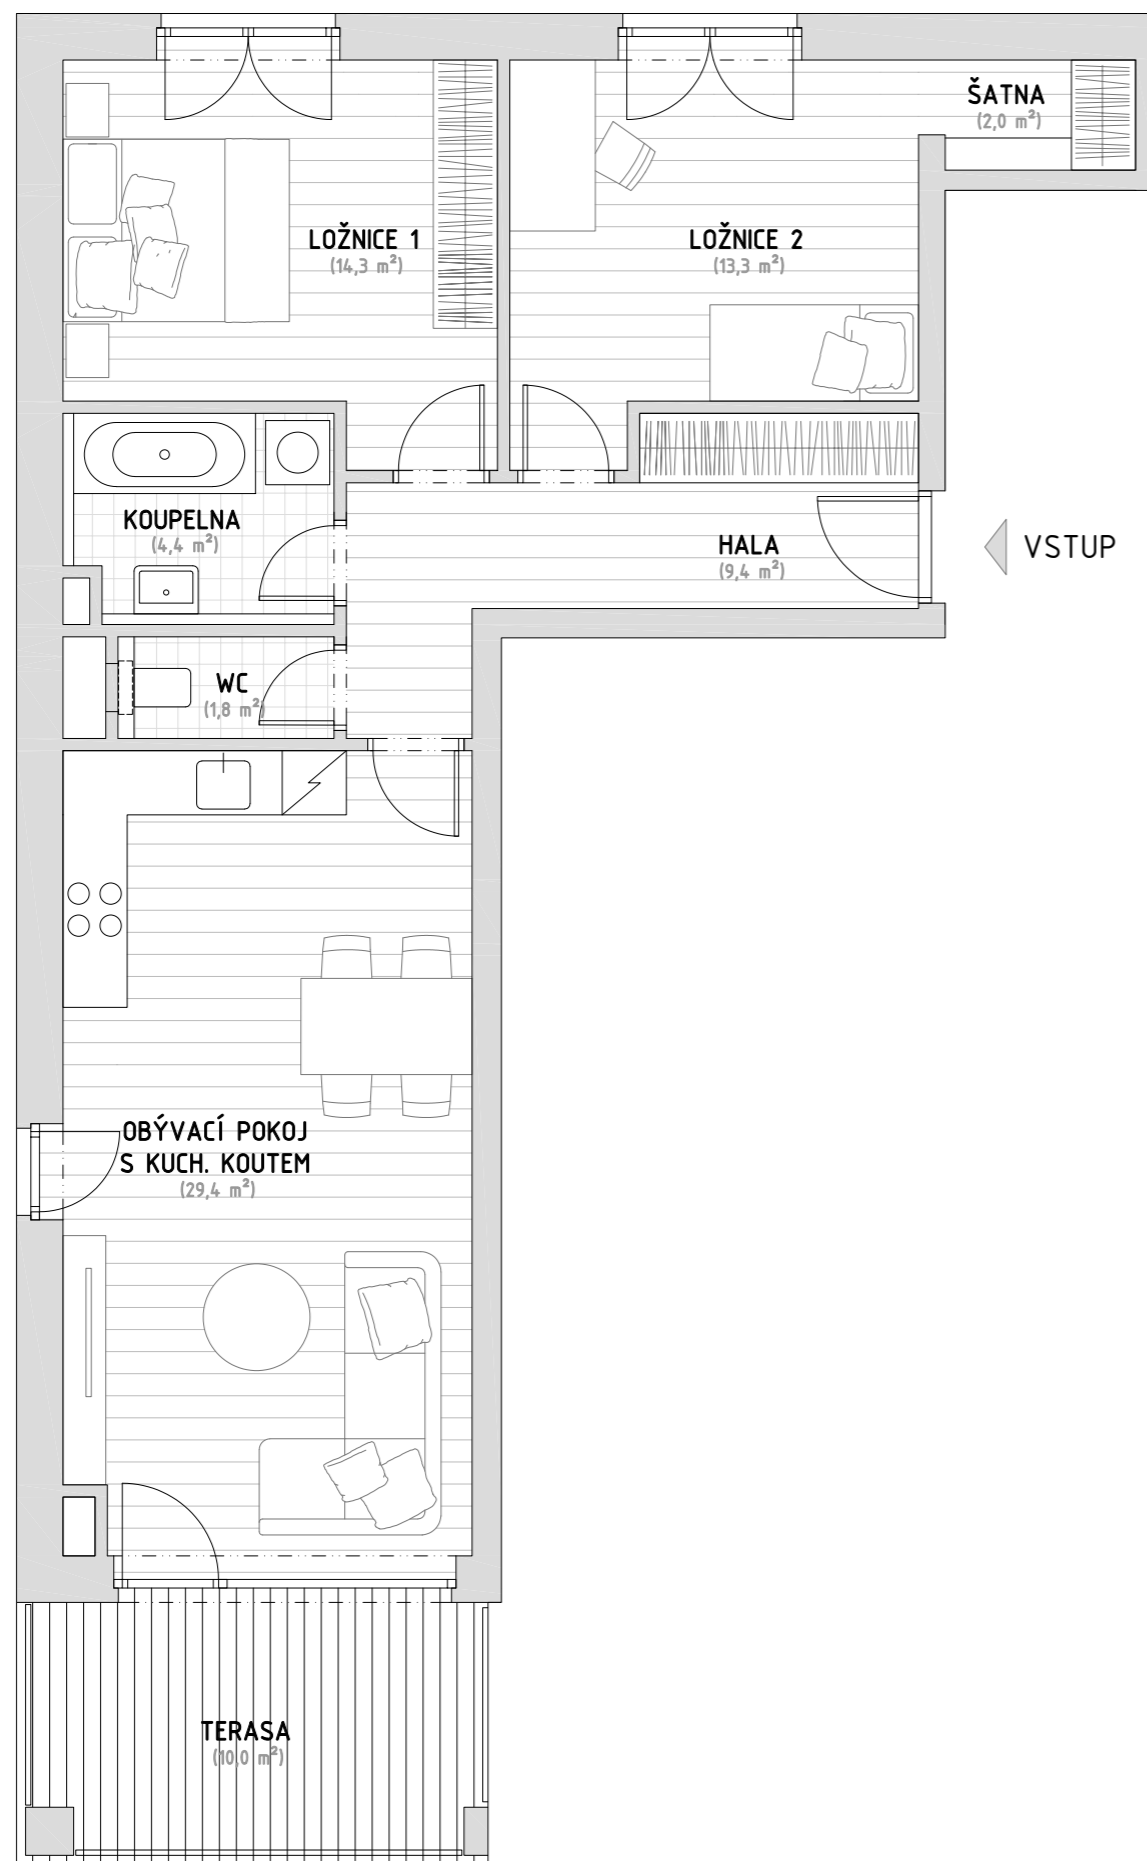 ŠATNA
(2,0 m²)
LOŽNICE 1
(14,3 m²)
LOŽNICE 2
(13,3 m²)
KOUPELNA
(4,4 m²)
HALA
(9,4 m²)
VSTUP
WC
(1,8 m²)
OBÝVACÍ POKOJ
S KUCH. KOUTEM
(29,4 m²)
TERASA
(10,0 m²)